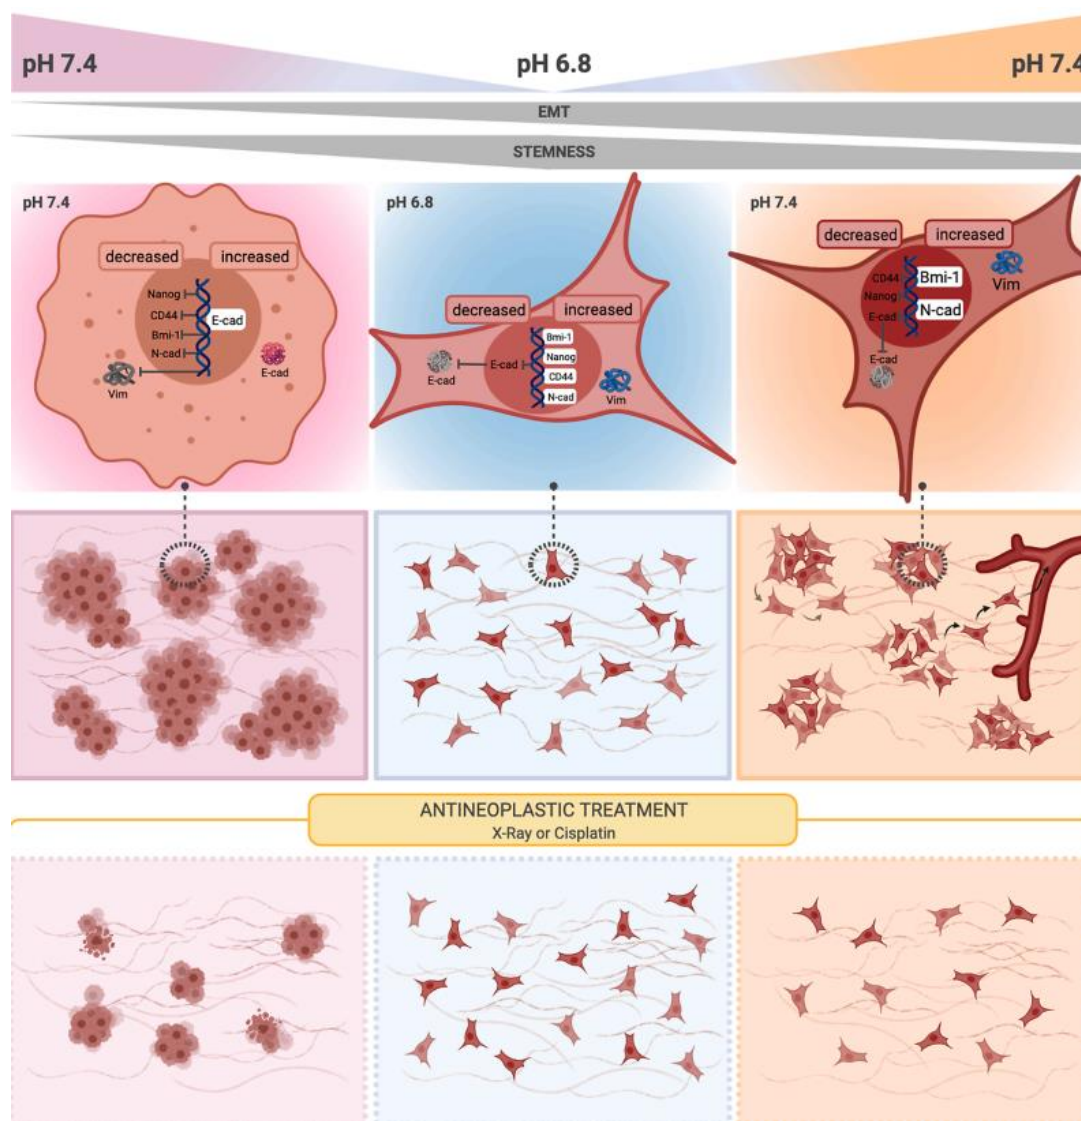 pH 7.4
pH 6.8
pH 7.4
EMT
STEMNESS
pH 7.4
decreased
increased
Nanog
CD44
E-cad
Bmi-1
N-cad
Vim
E-cad
pH 6.8
decreased
increased
Bmi-1
Nanog
CD44
N-cad
E-cad
E-cad
Vim
pH 7.4
decreased
increased
CD44
Bmi-1
Nanog
N-cad
E-cad
Vim
E-cad
ANTINEOPLASTIC TREATMENT
X-Ray or Cisplatin